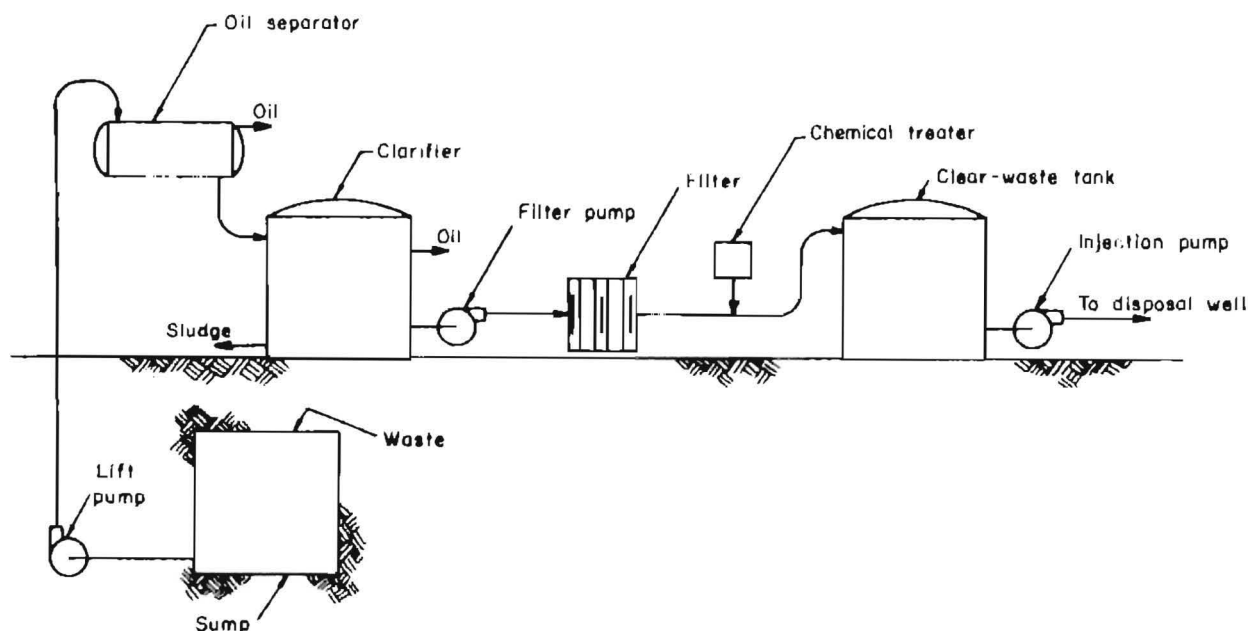 Oil separator
Oil
Clarifier
Chemical treater
Filter
Clear-waste tank
Filter pump
Oil
Injection pump
To disposal well
Sludge
Waste
Lift
pump
Sump